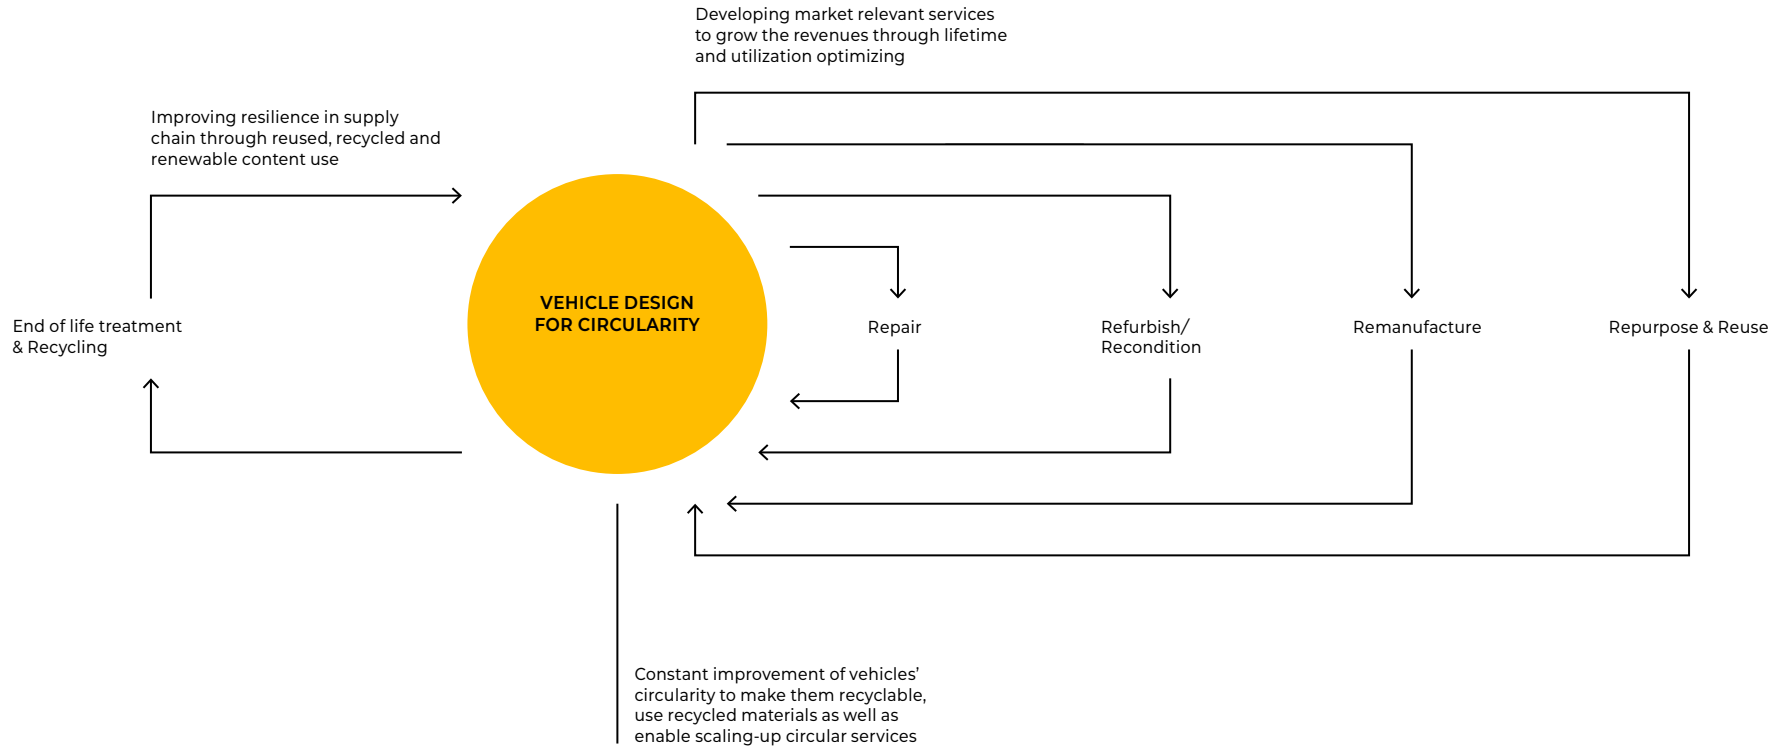 Developing market relevant services
to grow the revenues through lifetime
and utilization optimizing
Improving resilience in supply
chain through reused, recycled and
renewable content use
VEHICLE DESIGN
FOR CIRCULARITY
End of life treatment
& Recycling
Repair
Refurbish/
Recondition
Remanufacture
Repurpose & Reuse
Constant improvement of vehicles’
circularity to make them recyclable,
use recycled materials as well as
enable scaling-up circular services